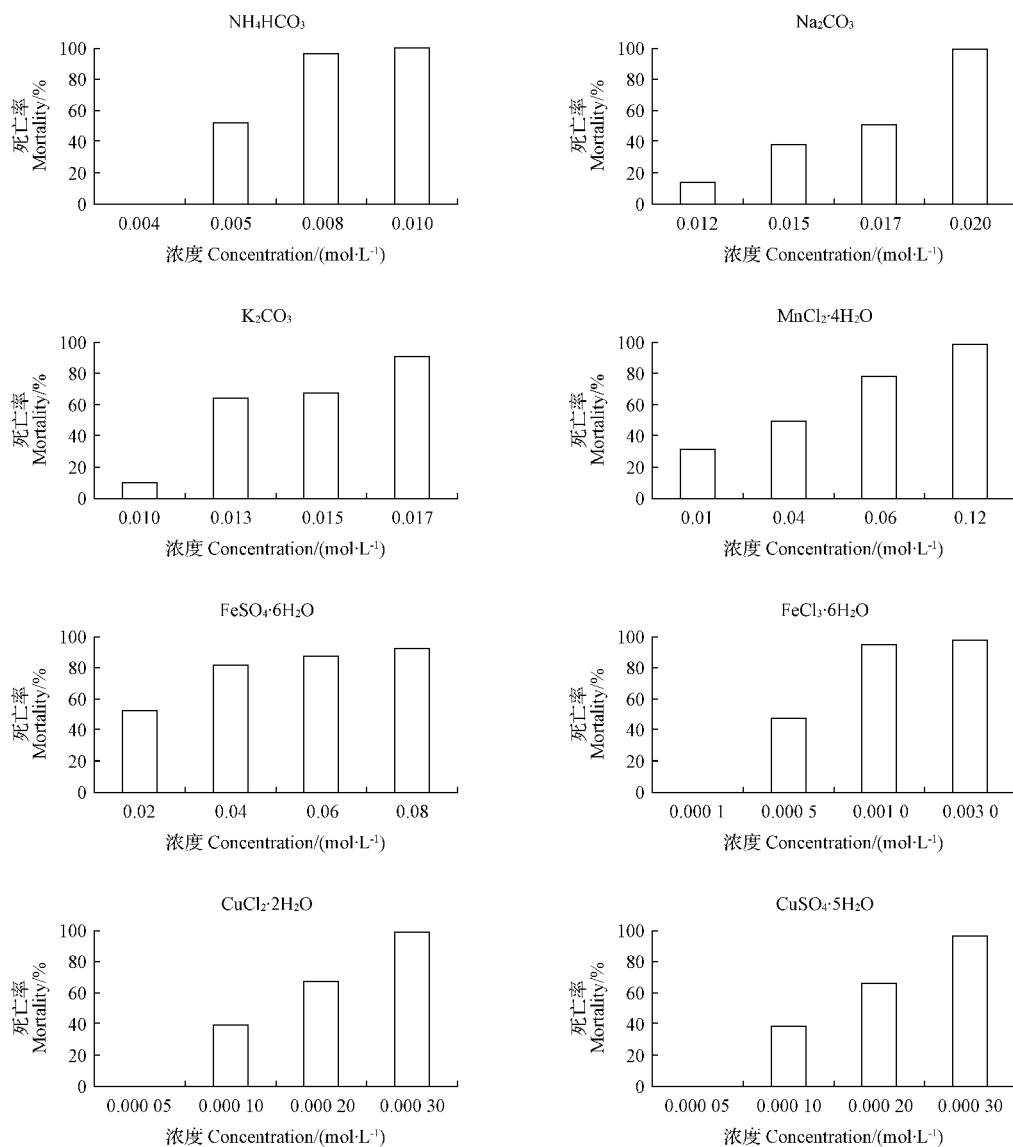 NH₄HCO₃
100
80
60
40
20
0
死亡率
Mortality/%
0.004 0.005 0.008 0.010
浓度 Concentration/(mol·L⁻¹)
Na₂CO₃
100
80
60
40
20
0
死亡率
Mortality/%
0.012 0.015 0.017 0.020
浓度 Concentration/(mol·L⁻¹)
K₂CO₃
100
80
60
40
20
0
死亡率
Mortality/%
0.010 0.013 0.015 0.017
浓度 Concentration/(mol·L⁻¹)
MnCl₂·4H₂O
100
80
60
40
20
0
死亡率
Mortality/%
0.01 0.04 0.06 0.12
浓度 Concentration/(mol·L⁻¹)
FeSO₄·6H₂O
100
80
60
40
20
0
死亡率
Mortality/%
0.02 0.04 0.06 0.08
浓度 Concentration/(mol·L⁻¹)
FeCl₃·6H₂O
100
80
60
40
20
0
死亡率
Mortality/%
0.000 1 0.000 5 0.001 0 0.003 0
浓度 Concentration/(mol·L⁻¹)
CuCl₂·2H₂O
100
80
60
40
20
0
死亡率
Mortality/%
0.000 05 0.000 10 0.000 20 0.000 30
浓度 Concentration/(mol·L⁻¹)
CuSO₄·5H₂O
100
80
60
40
20
0
死亡率
Mortality/%
0.000 05 0.000 10 0.000 20 0.000 30
浓度 Concentration/(mol·L⁻¹)